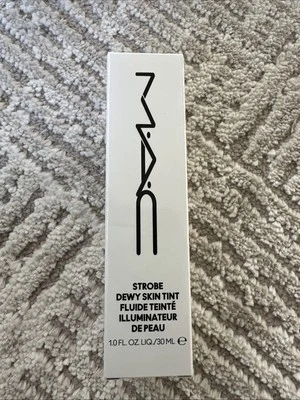 MAC
STROBE
DEWY SKIN TINT
FLUIDE TEINTÉ
ILLUMINATEUR
DE PEAU
1.0 FL. OZ. LIQ./30 ML ℮